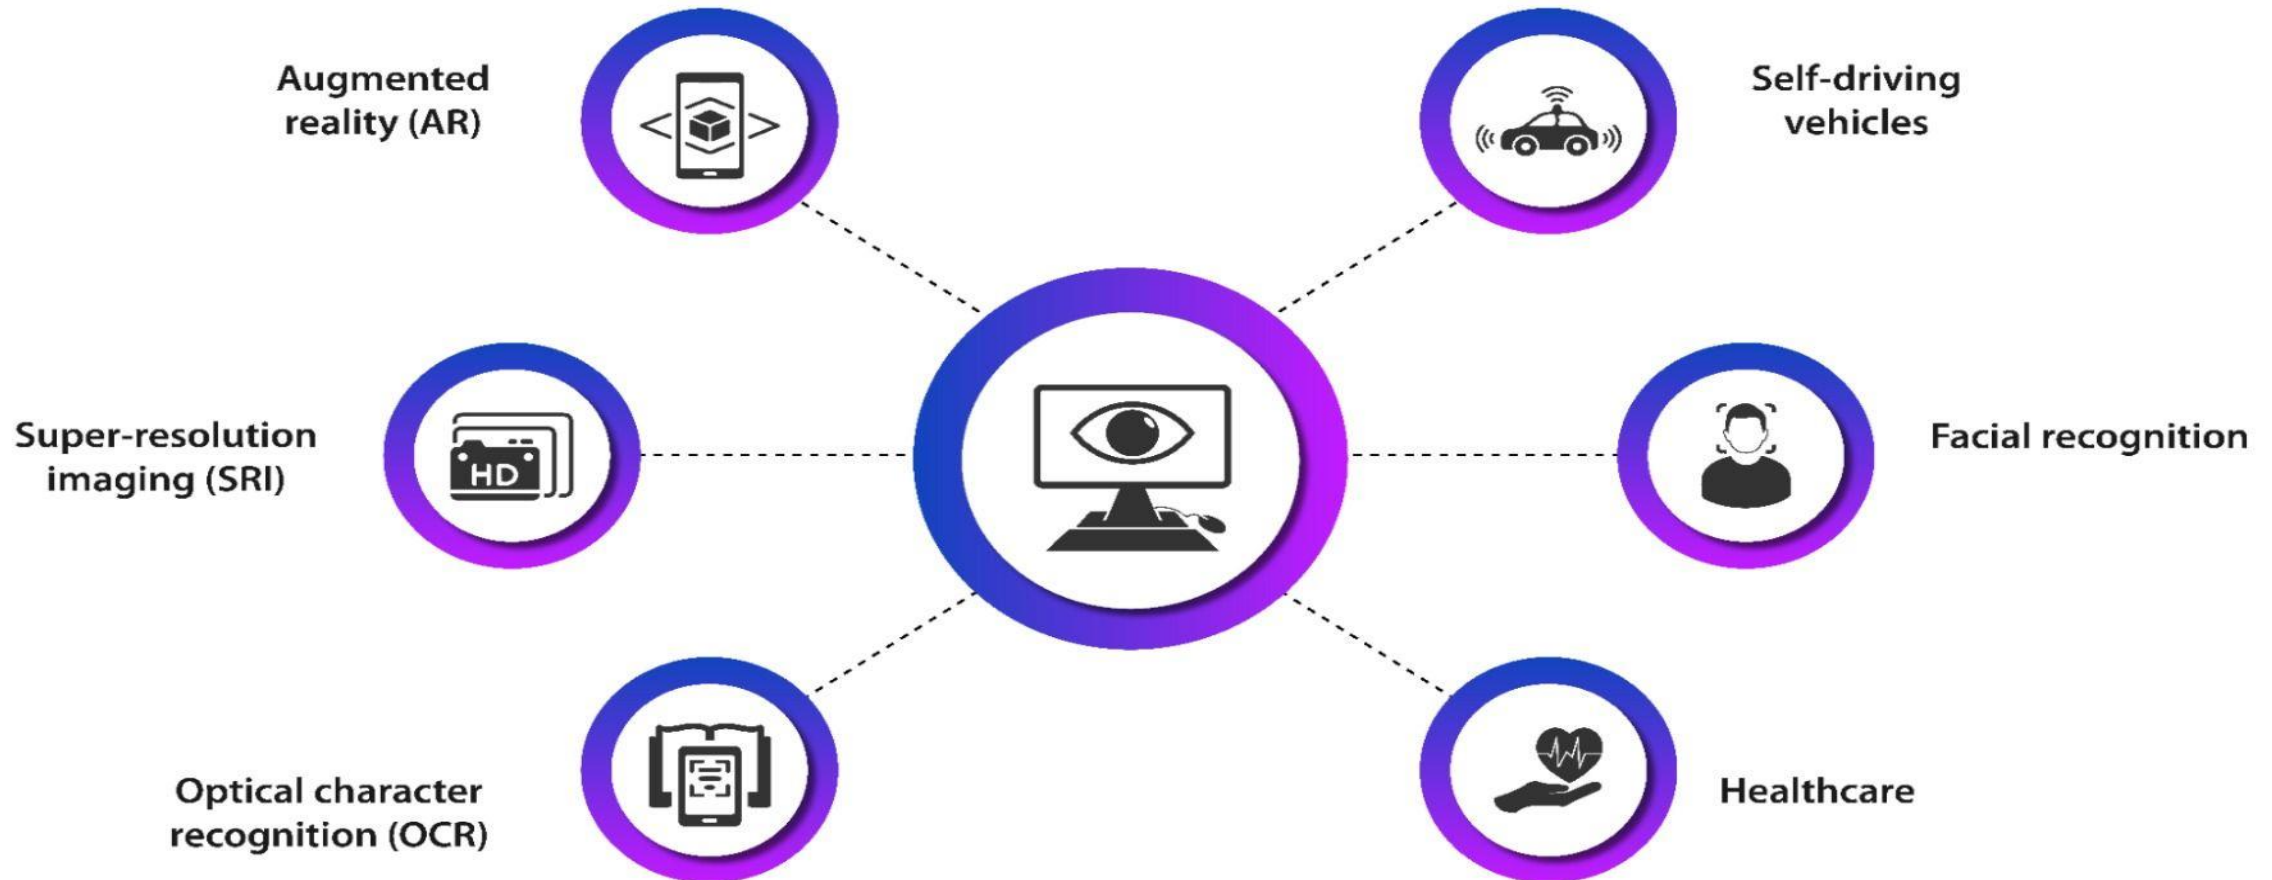 Augmented
reality (AR)
Self-driving
vehicles
Super-resolution
imaging (SRI)
HD
Facial recognition
Optical character
recognition (OCR)
Healthcare